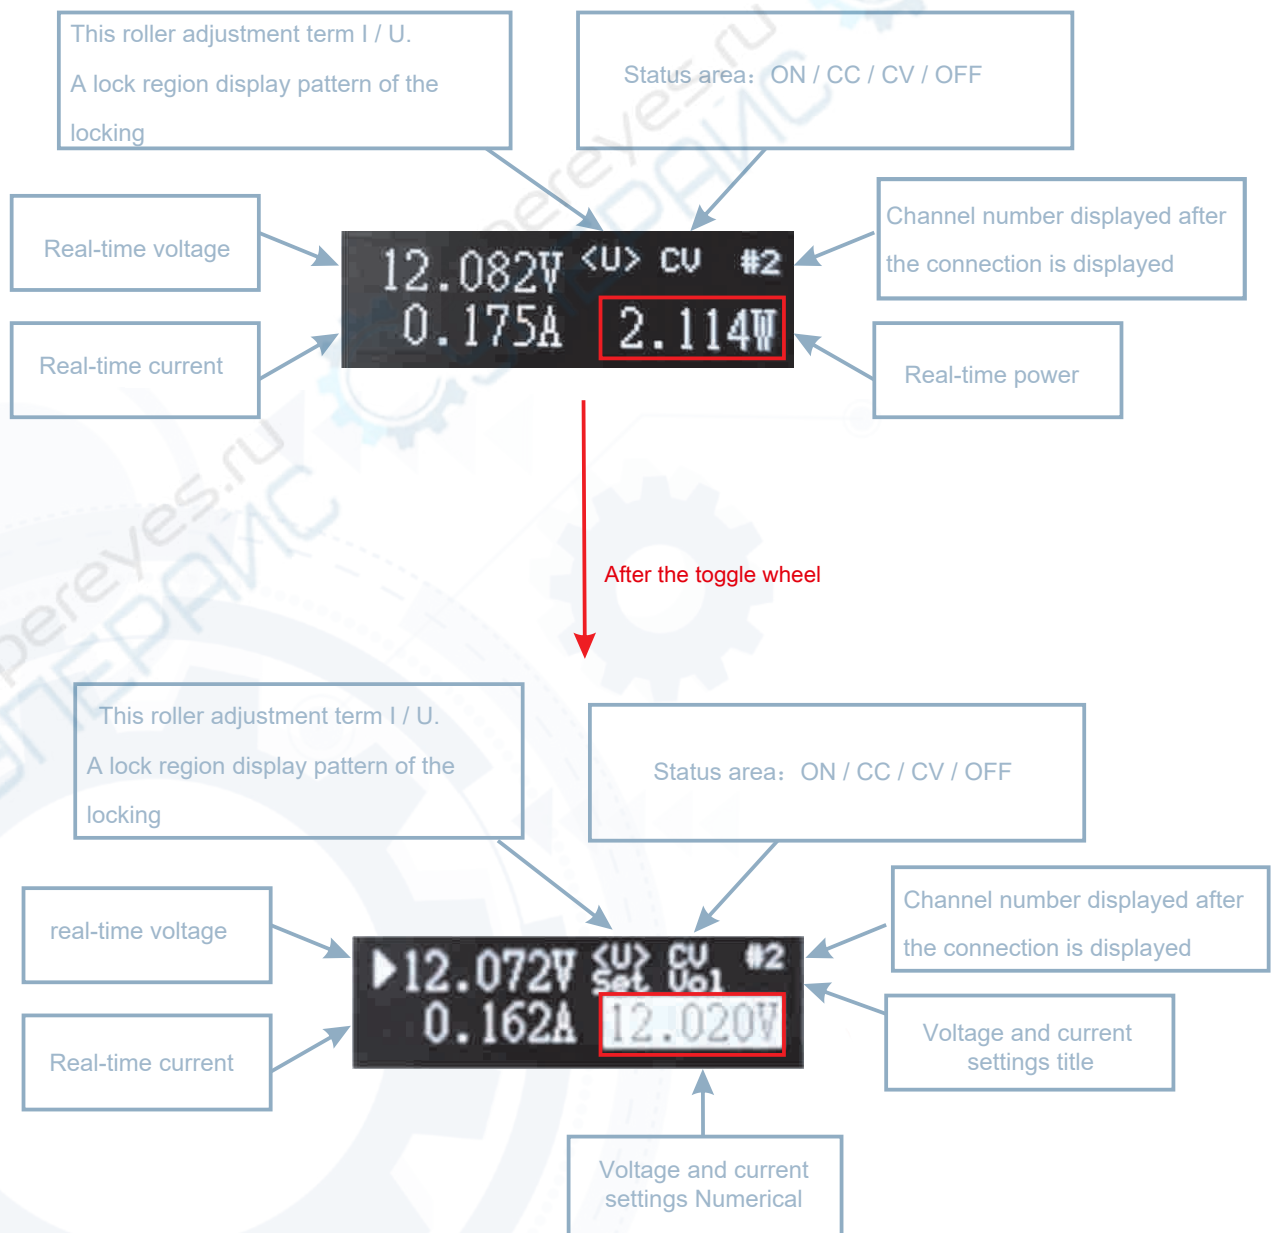 This roller adjustment term I / U.
A lock region display pattern of the
locking
Status area：ON / CC / CV / OFF
Real-time voltage
Channel number displayed after
the connection is displayed
12.082V <U> CV #2
0.175A 2.114W
Real-time current
Real-time power
After the toggle wheel
This roller adjustment term I / U.
A lock region display pattern of the
locking
Status area：ON / CC / CV / OFF
real-time voltage
Channel number displayed after
the connection is displayed
12.072V <U> CV #2
Set Vol
0.162A 12.020V
Real-time current
Voltage and current
settings title
Voltage and current
settings Numerical
pereyes.ru
СУПЕРАЙС
pereyes.ru